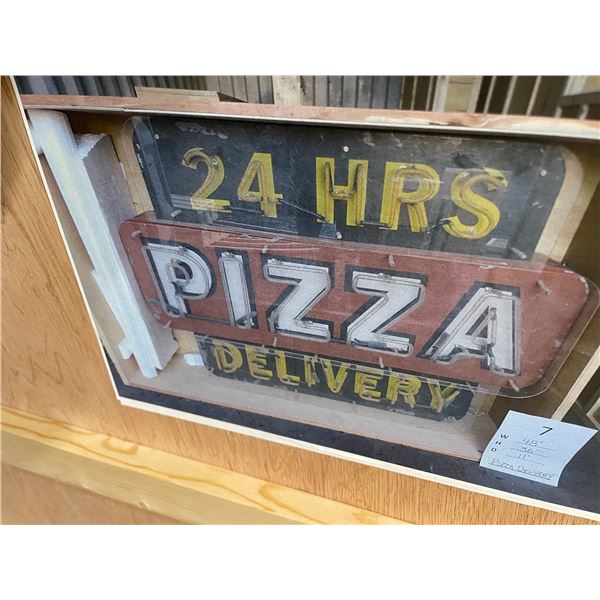 24 HRS
PIZZA
DELIVERY
7
W 48"
H 36"
D 11"
PIZZA DELIVERY